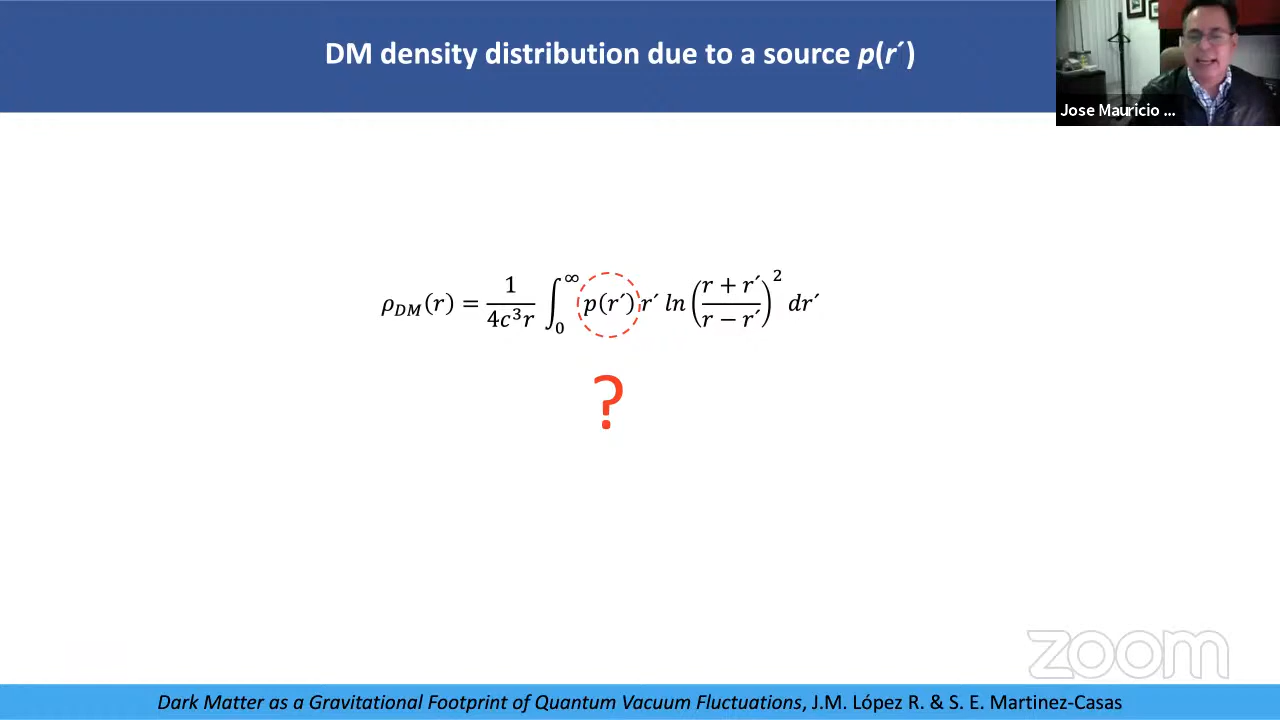 DM density distribution due to a source p(r´)
Jose Mauricio ...
ρ_DM(r) = 1/(4c³r) ∫₀^∞ p(r´) r´ ln((r + r´)/(r − r´))² dr´
?
zoom
Dark Matter as a Gravitational Footprint of Quantum Vacuum Fluctuations, J.M. López R. & S. E. Martinez-Casas